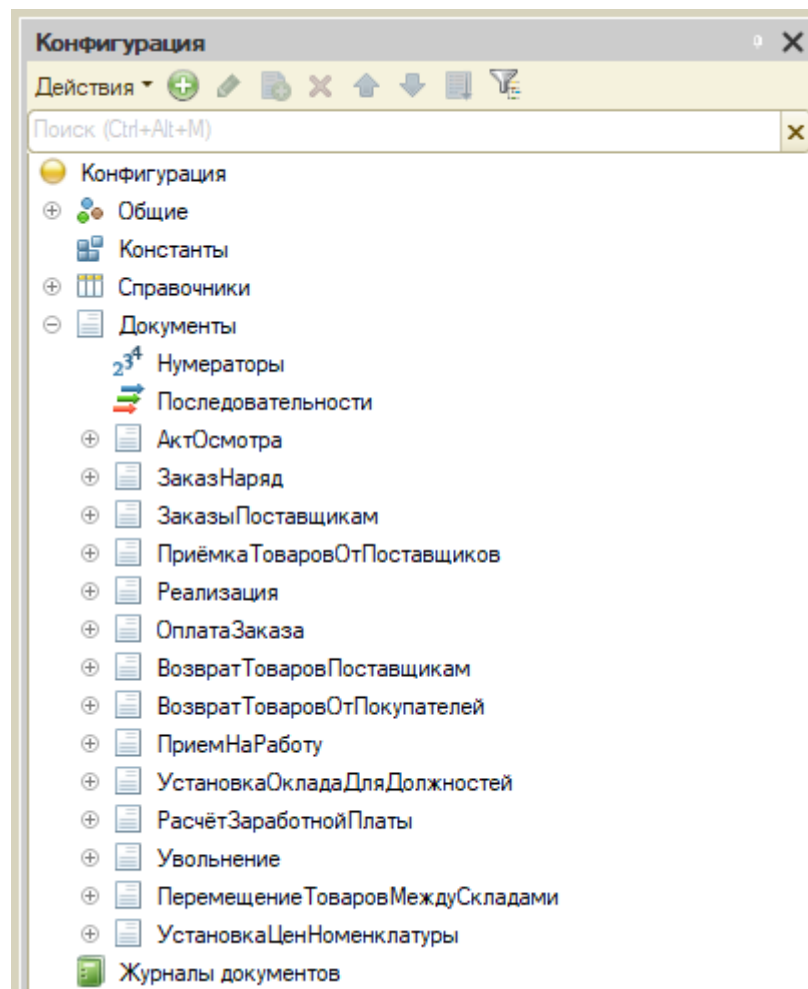 Конфигурация
Действия
Поиск (Ctrl+Alt+M)
Конфигурация
Общие
Константы
Справочники
Документы
Нумераторы
Последовательности
АктОсмотра
ЗаказНаряд
ЗаказыПоставщикам
ПриёмкаТоваровОтПоставщиков
Реализация
ОплатаЗаказа
ВозвратТоваровПоставщикам
ВозвратТоваровОтПокупателей
ПриемНаРаботу
УстановкаОкладаДляДолжностей
РасчётЗаработнойПлаты
Увольнение
ПеремещениеТоваровМеждуСкладами
УстановкаЦенНоменклатуры
Журналы документов